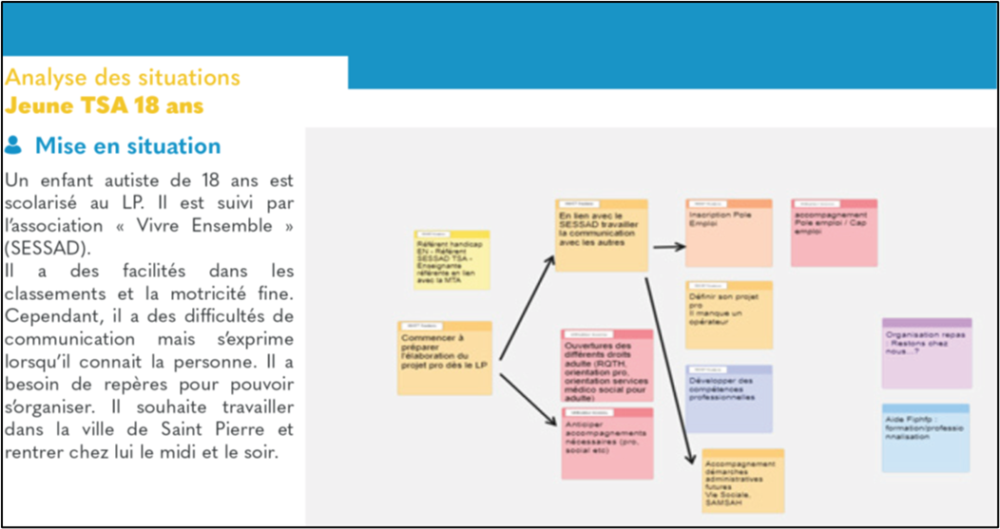 Analyse des situations
Jeune TSA 18 ans
Mise en situation
Un enfant autiste de 18 ans est
scolarisé au LP. Il est suivi par
l'association « Vivre Ensemble »
(SESSAD).
Il a des facilités dans les
classements et la motricité fine.
Cependant, il a des difficultés de
communication mais s'exprime
lorsqu'il connait la personne. Il a
besoin de repères pour pouvoir
s'organiser. Il souhaite travailler
dans la ville de Saint Pierre et
rentrer chez lui le midi et le soir.
Référent handicap
EN - Référent
SESSAD TSA -
Enseignante
référente en lien
avec la MTA
Commencer à
préparer
l'élaboration du
projet pro dès le LP
En lien avec le
SESSAD travailler
la communication
avec les autres
Ouvertures des
différents droits
adulte (RQTH,
orientation pro,
orientation services
médico social pour
adulte)
Anticiper
accompagnements
nécessaires (pro,
social etc)
Inscription Pole
Emploi
accompagnement
Pole emploi / Cap
emploi
Définir son projet
pro
Il manque un
opérateur
Développer des
compétences
professionnelles
Accompagnement
démarches
administratives
futures
Vie Sociale,
SAMSAH
Organisation repas
: Restons chez
nous...?
Aide Fiphfp :
formation/professio
nnalisation